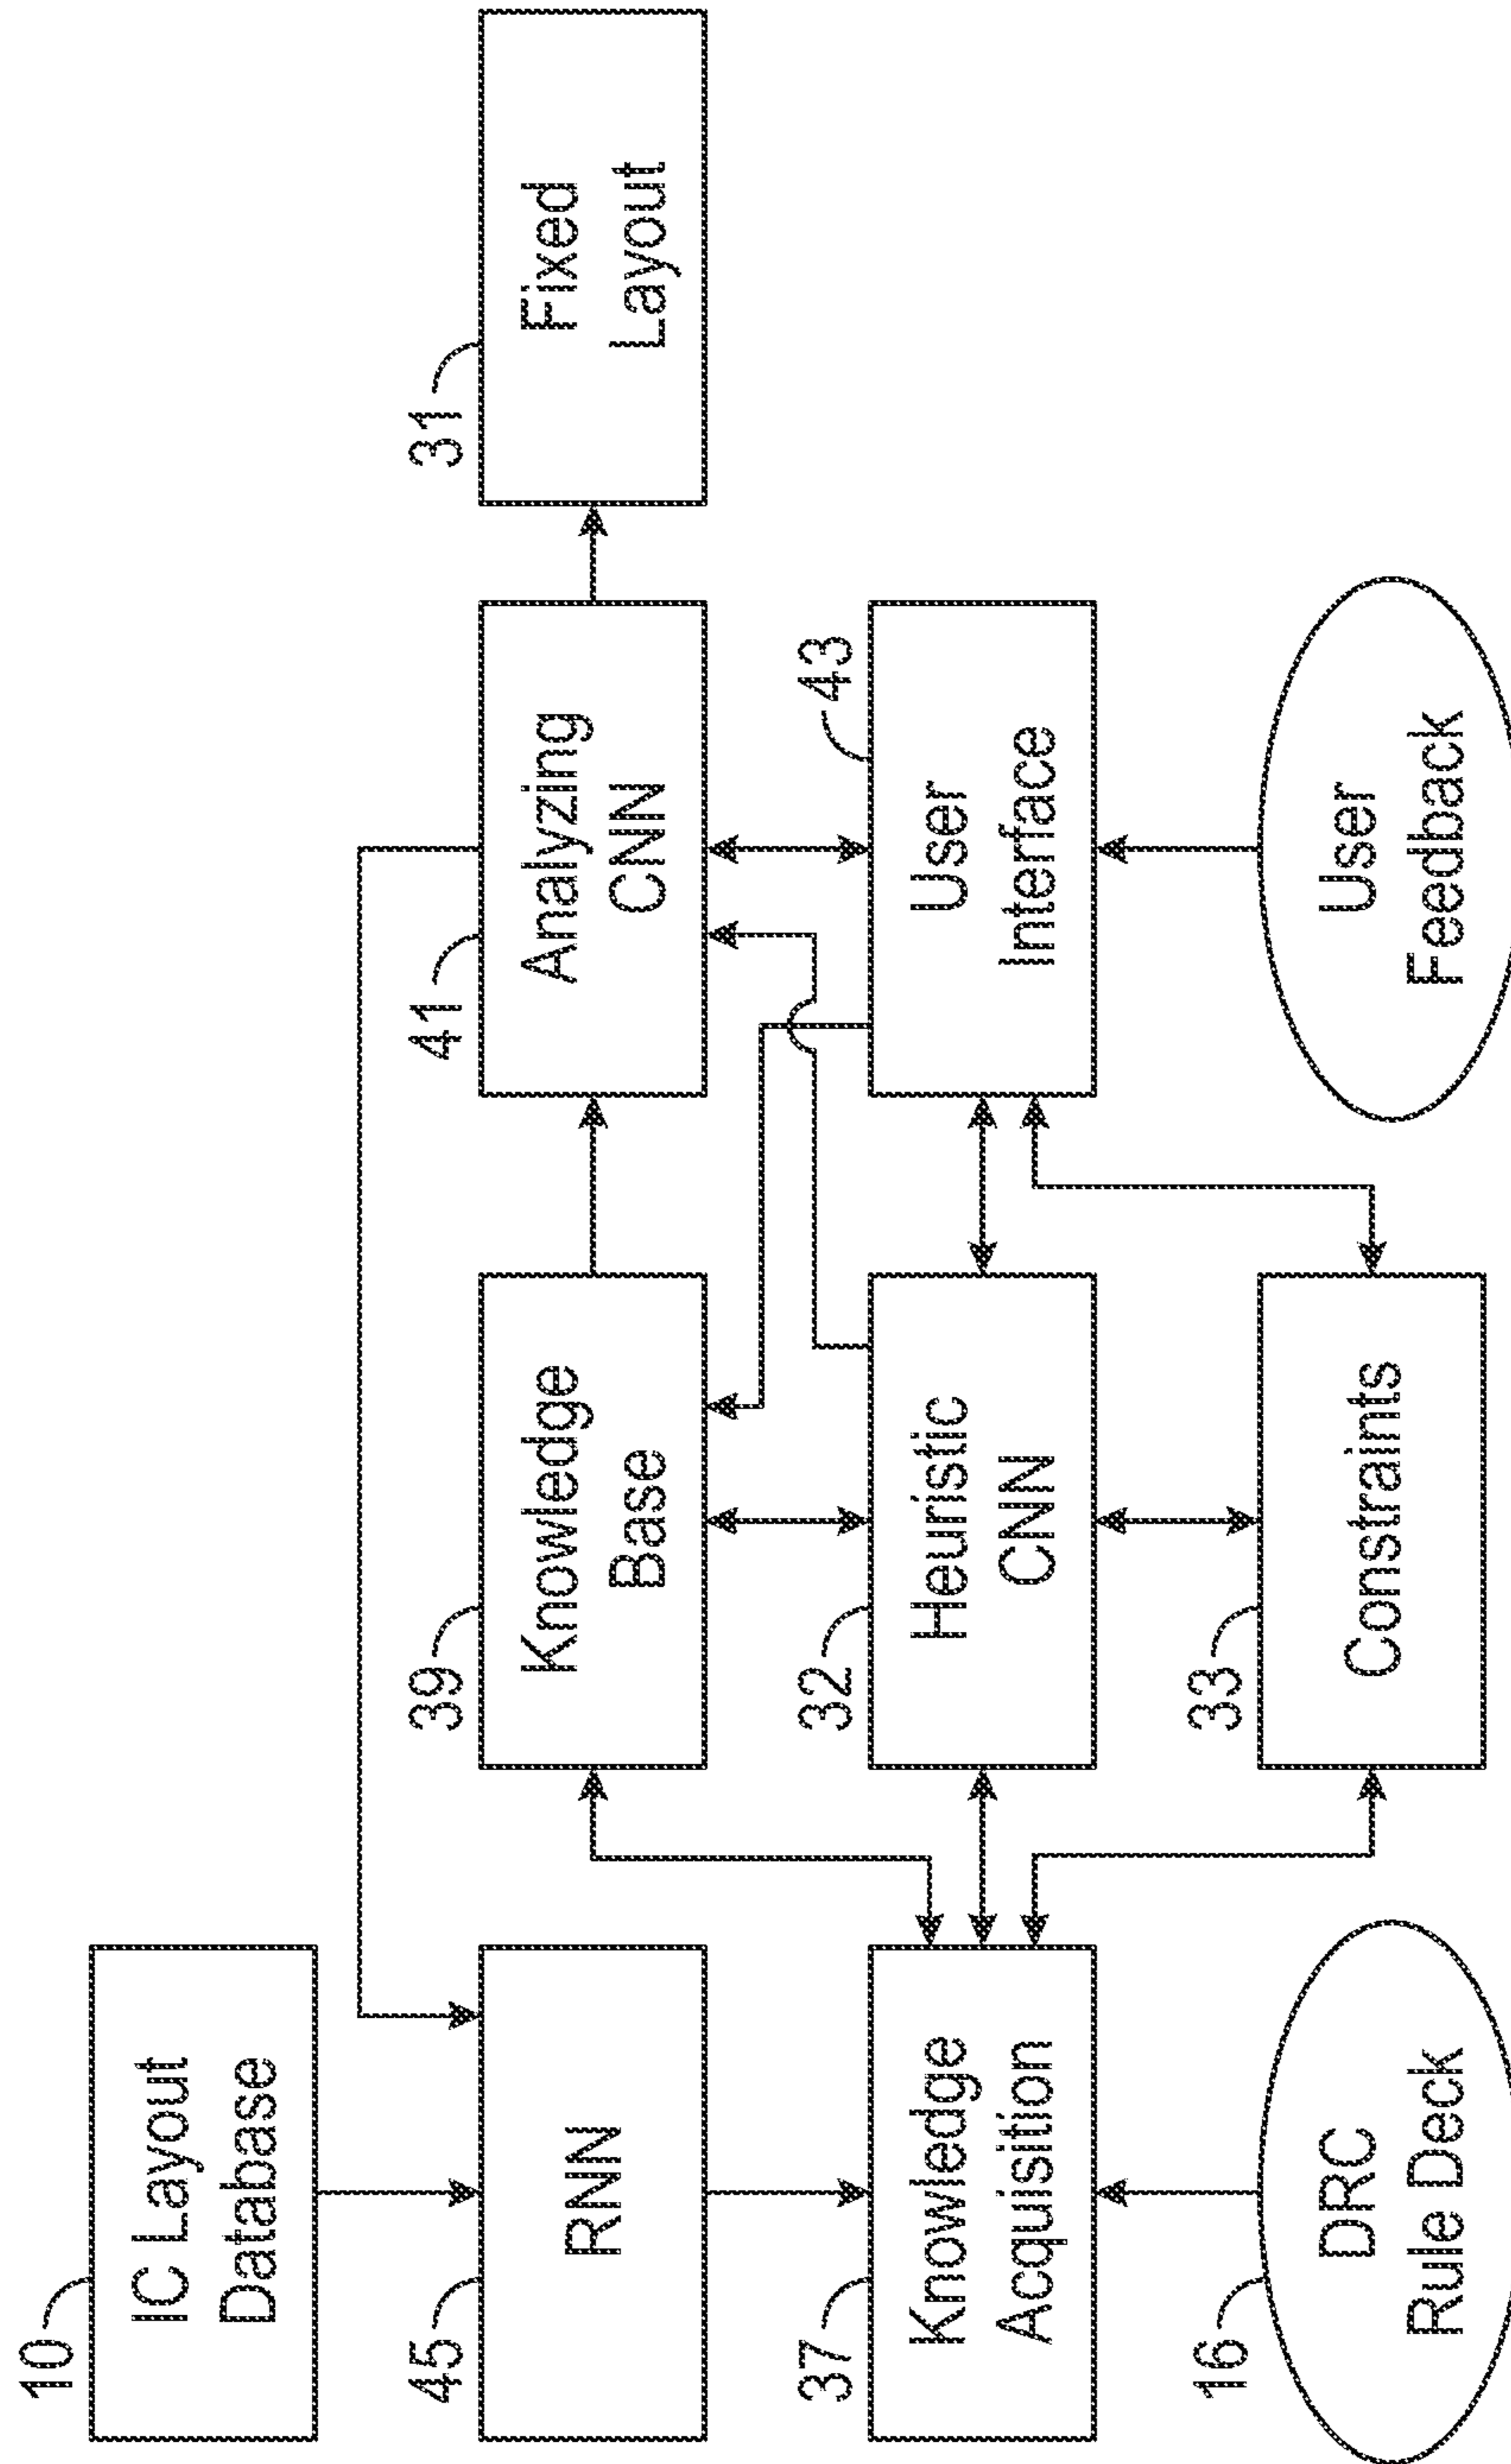 10
IC Layout
Database
45
RNN
39
Knowledge
Base
41
Analyzing
CNN
31
Fixed
Layout
37
Knowledge
Acquisition
32
Heuristic
CNN
43
User
Interface
16
DRC
Rule Deck
33
Constraints
User
Feedback